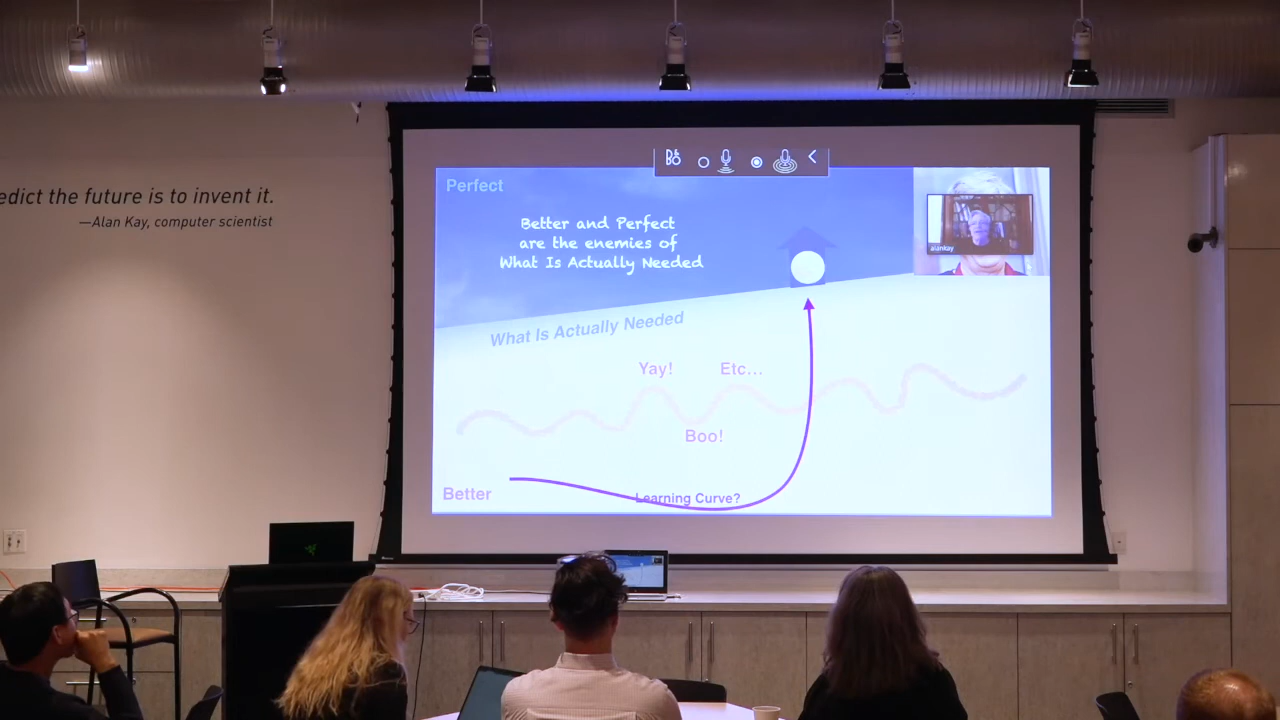 edict the future is to invent it.
—Alan Kay, computer scientist
Perfect
Better and Perfect
are the enemies of
What Is Actually Needed
alankay
What Is Actually Needed
Yay!
Etc...
Boo!
Better
Learning Curve?